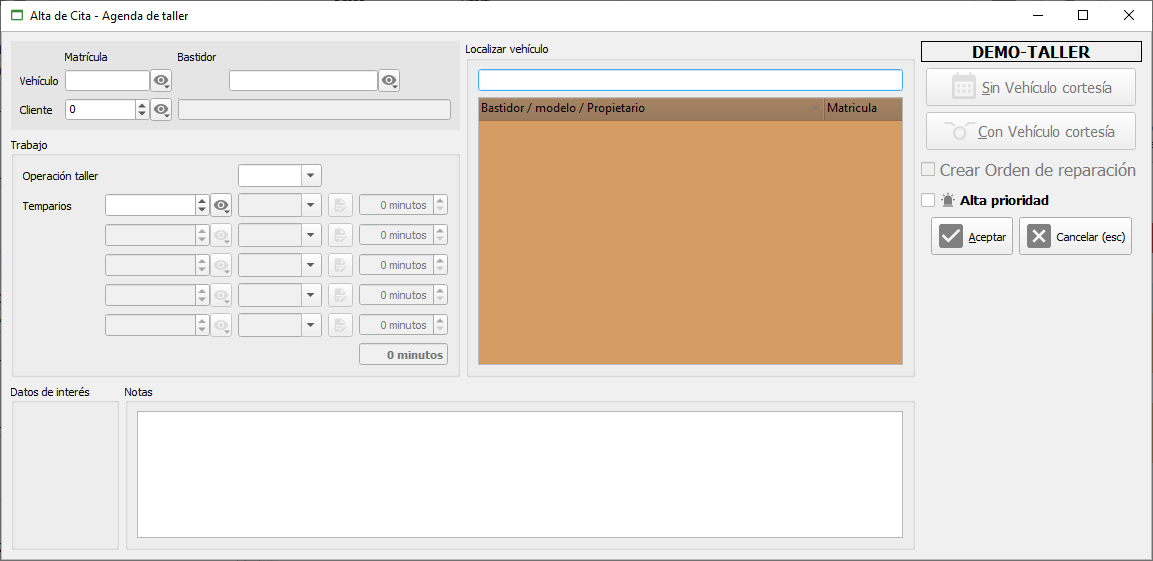 Alta de Cita - Agenda de taller
Matrícula Bastidor
Vehículo
Cliente 0
Trabajo
Operación taller
Temparios 0 minutos
0 minutos
0 minutos
0 minutos
0 minutos
0 minutos
Localizar vehículo
Bastidor / modelo / Propietario Matricula
DEMO-TALLER
Sin Vehículo cortesía
Con Vehículo cortesía
Crear Orden de reparación
Alta prioridad
Aceptar Cancelar (esc)
Datos de interés Notas